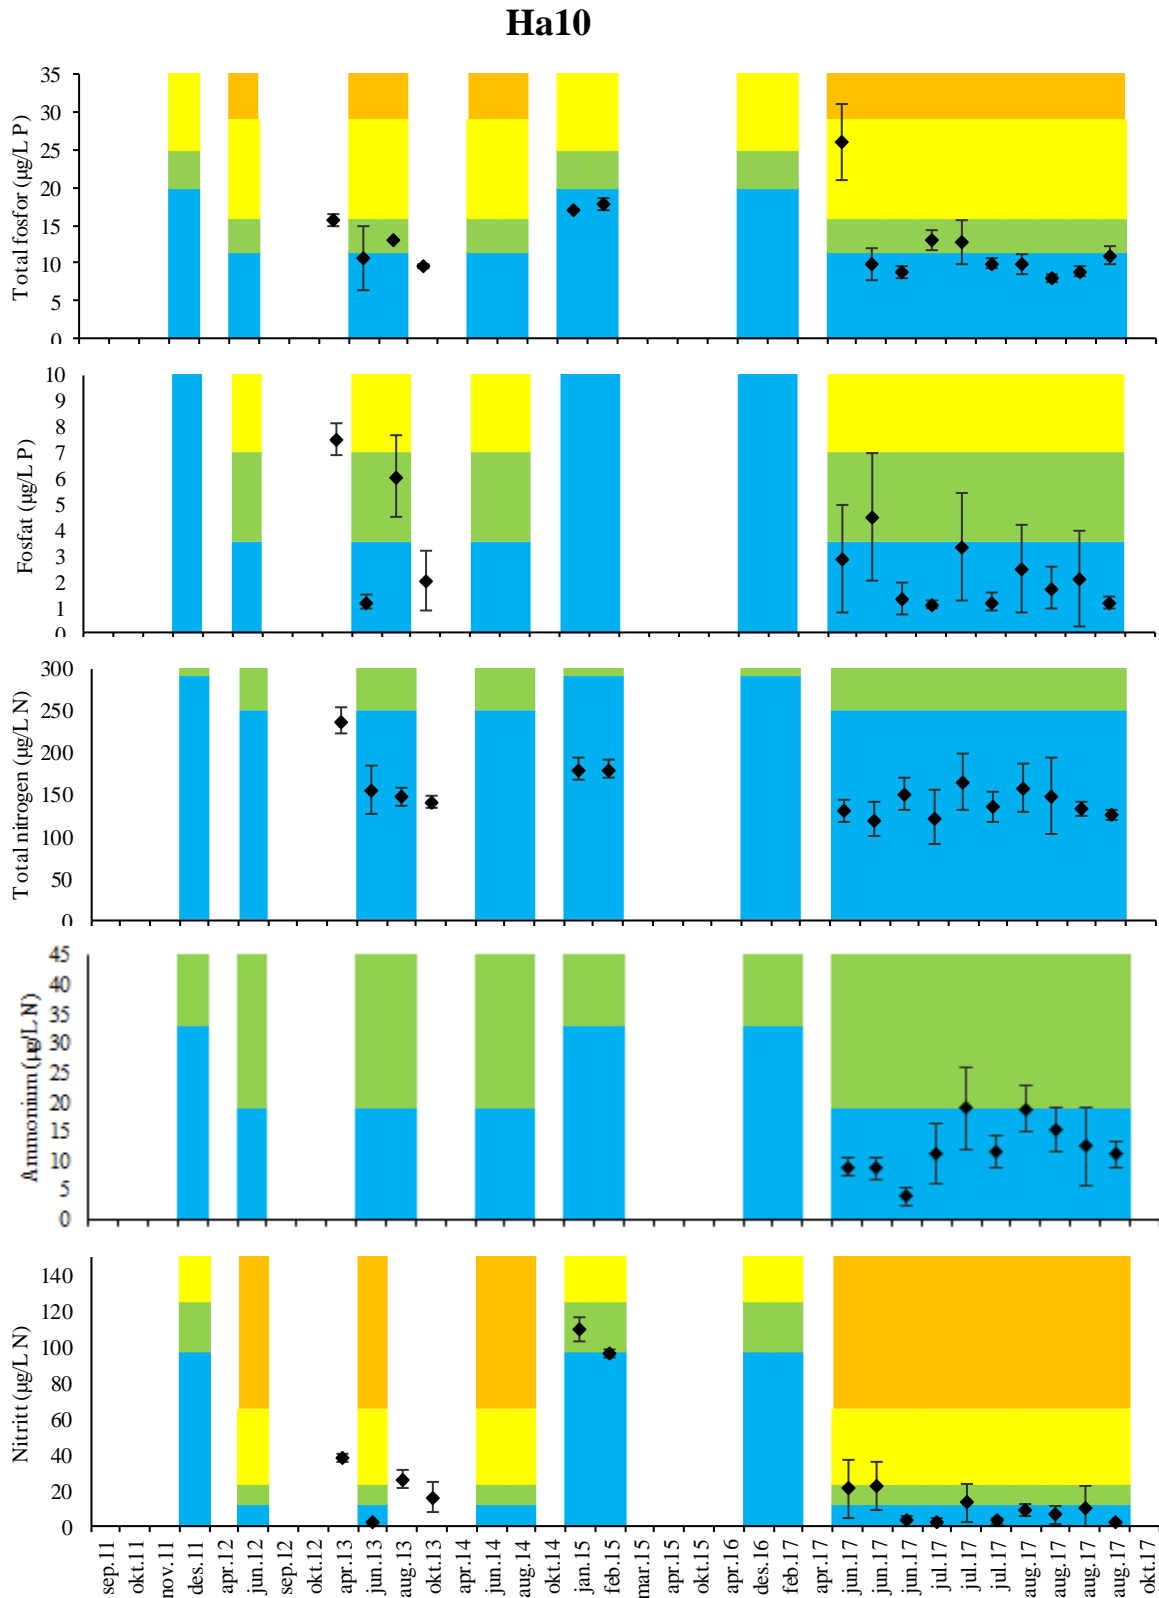 Ha10
Total fosfor (µg/L P)
35
30
25
20
15
10
5
0
Fosfat (µg/L P)
10
9
8
7
6
5
4
3
2
1
0
Total nitrogen (µg/L N)
300
250
200
150
100
50
0
Ammonium (µg/L N)
45
40
35
30
25
20
15
10
5
0
Nitritt (µg/L N)
140
120
100
80
60
40
20
0
sep.11
okt.11
nov.11
des.11
apr.12
jun.12
sep.12
okt.12
apr.13
jun.13
aug.13
okt.13
apr.14
jun.14
aug.14
okt.14
jan.15
feb.15
mar.15
okt.15
apr.16
des.16
feb.17
apr.17
jun.17
jun.17
jun.17
jul.17
jul.17
aug.17
aug.17
aug.17
aug.17
aug.17
okt.17